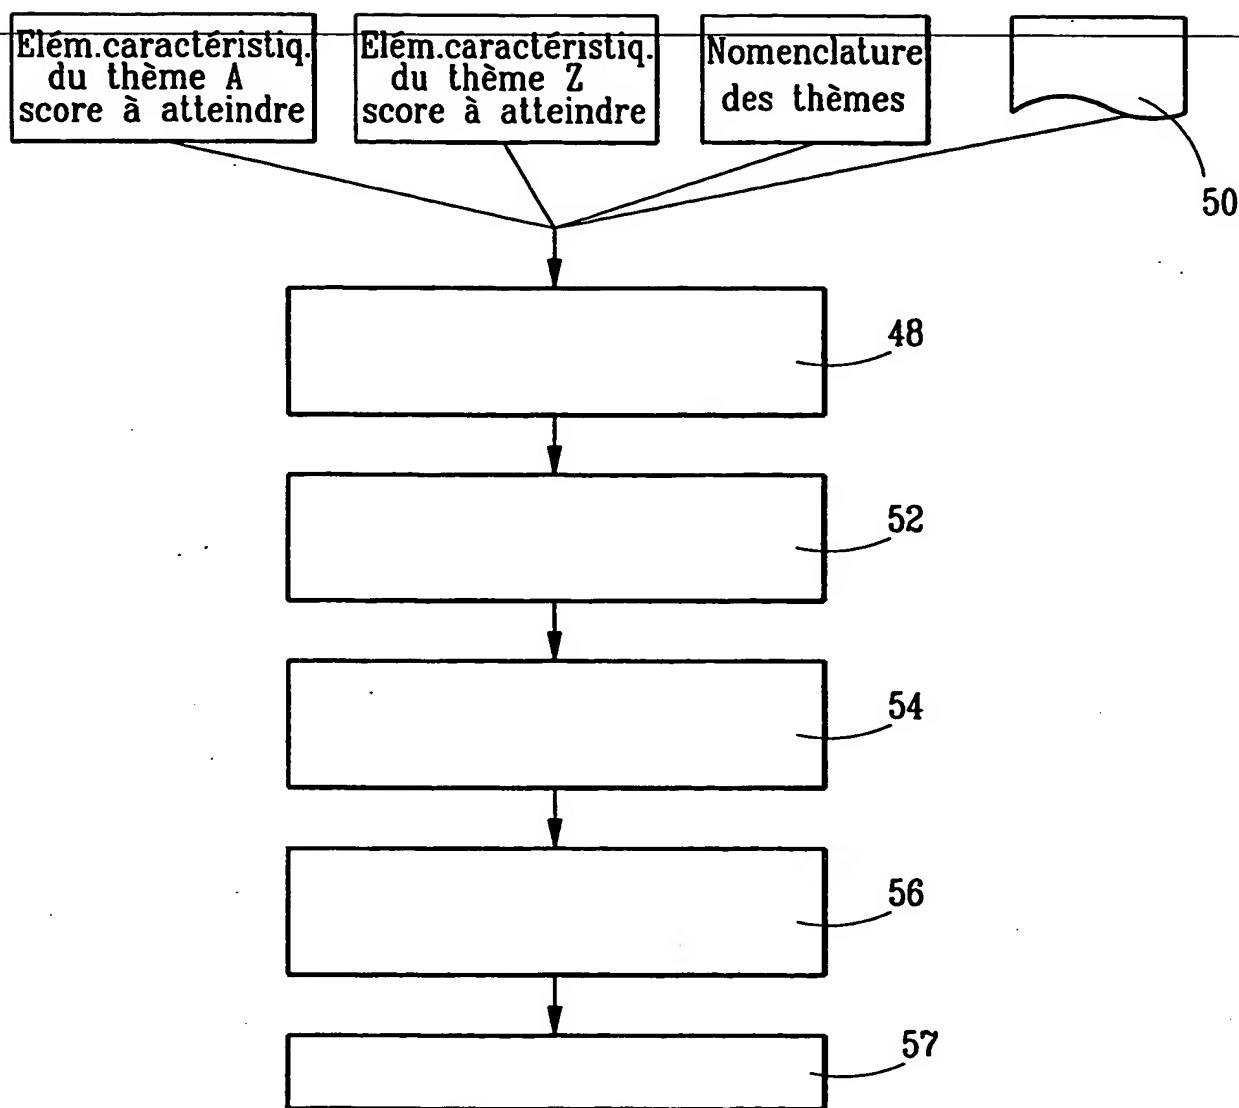 Elém.caractéristiq.
du thème A
score à atteindre
Elém.caractéristiq.
du thème Z
score à atteindre
Nomenclature
des thèmes
50
48
52
54
56
57